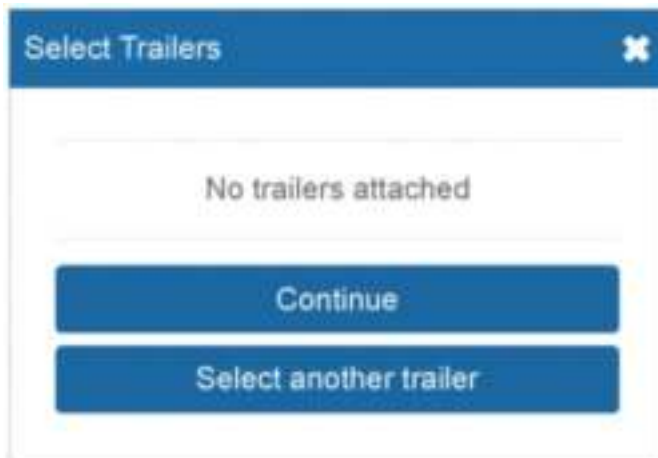 Select Trailers
No trailers attached
Continue
Select another trailer